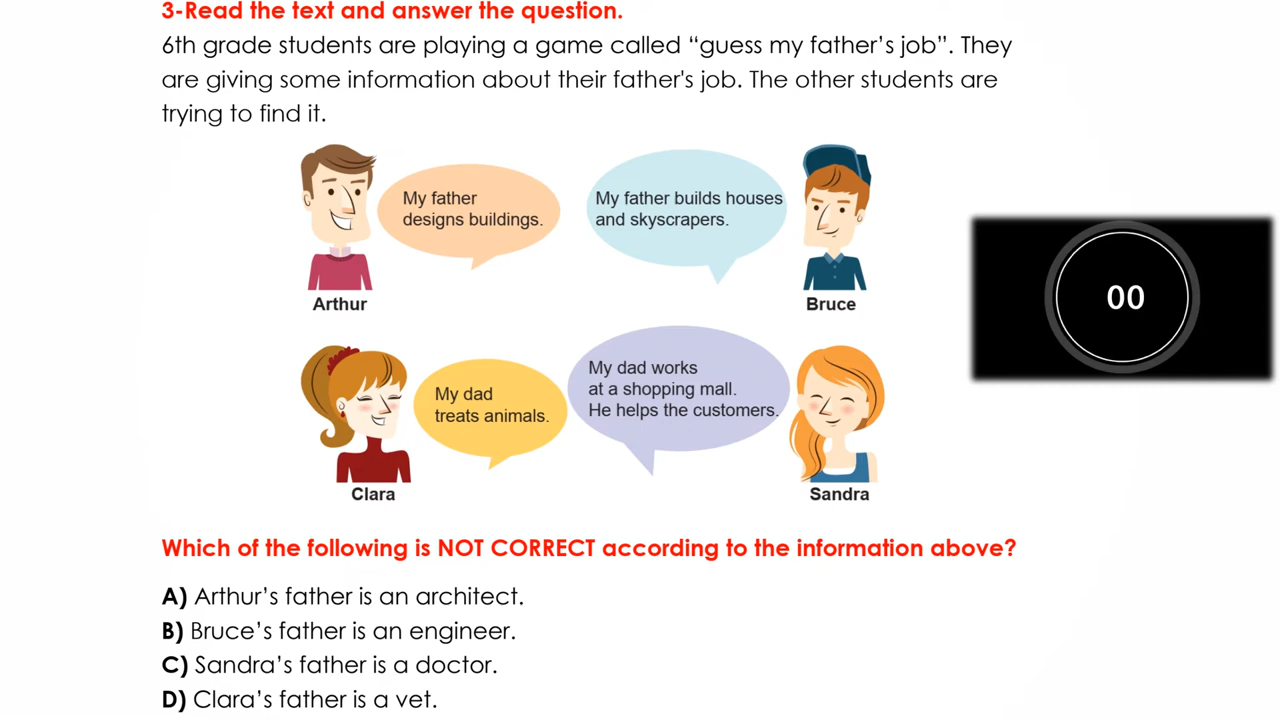 3-Read the text and answer the question.
6th grade students are playing a game called “guess my father’s job”. They
are giving some information about their father's job. The other students are
trying to find it.
My father
designs buildings.
Arthur
My father builds houses
and skyscrapers.
Bruce
00
My dad
treats animals.
Clara
My dad works
at a shopping mall.
He helps the customers.
Sandra
Which of the following is NOT CORRECT according to the information above?
A) Arthur’s father is an architect.
B) Bruce’s father is an engineer.
C) Sandra’s father is a doctor.
D) Clara’s father is a vet.